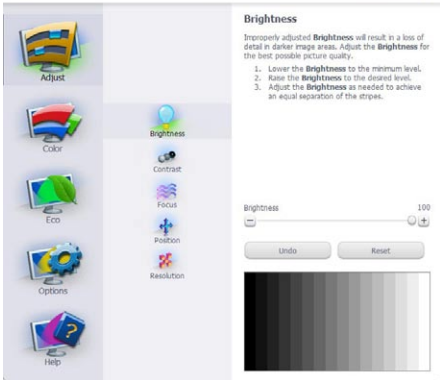 Adjust
Color
Eco
Options
Help
Brightness
Contrast
Focus
Position
Resolution
Brightness
Improperly adjusted Brightness will result in a loss of
detail in darker image areas. Adjust the Brightness for
the best possible picture quality.
1. Lower the Brightness to the minimum level.
2. Raise the Brightness to the desired level.
3. Adjust the Brightness as needed to achieve
an equal separation of the stripes.
Brightness 100
Undo Reset